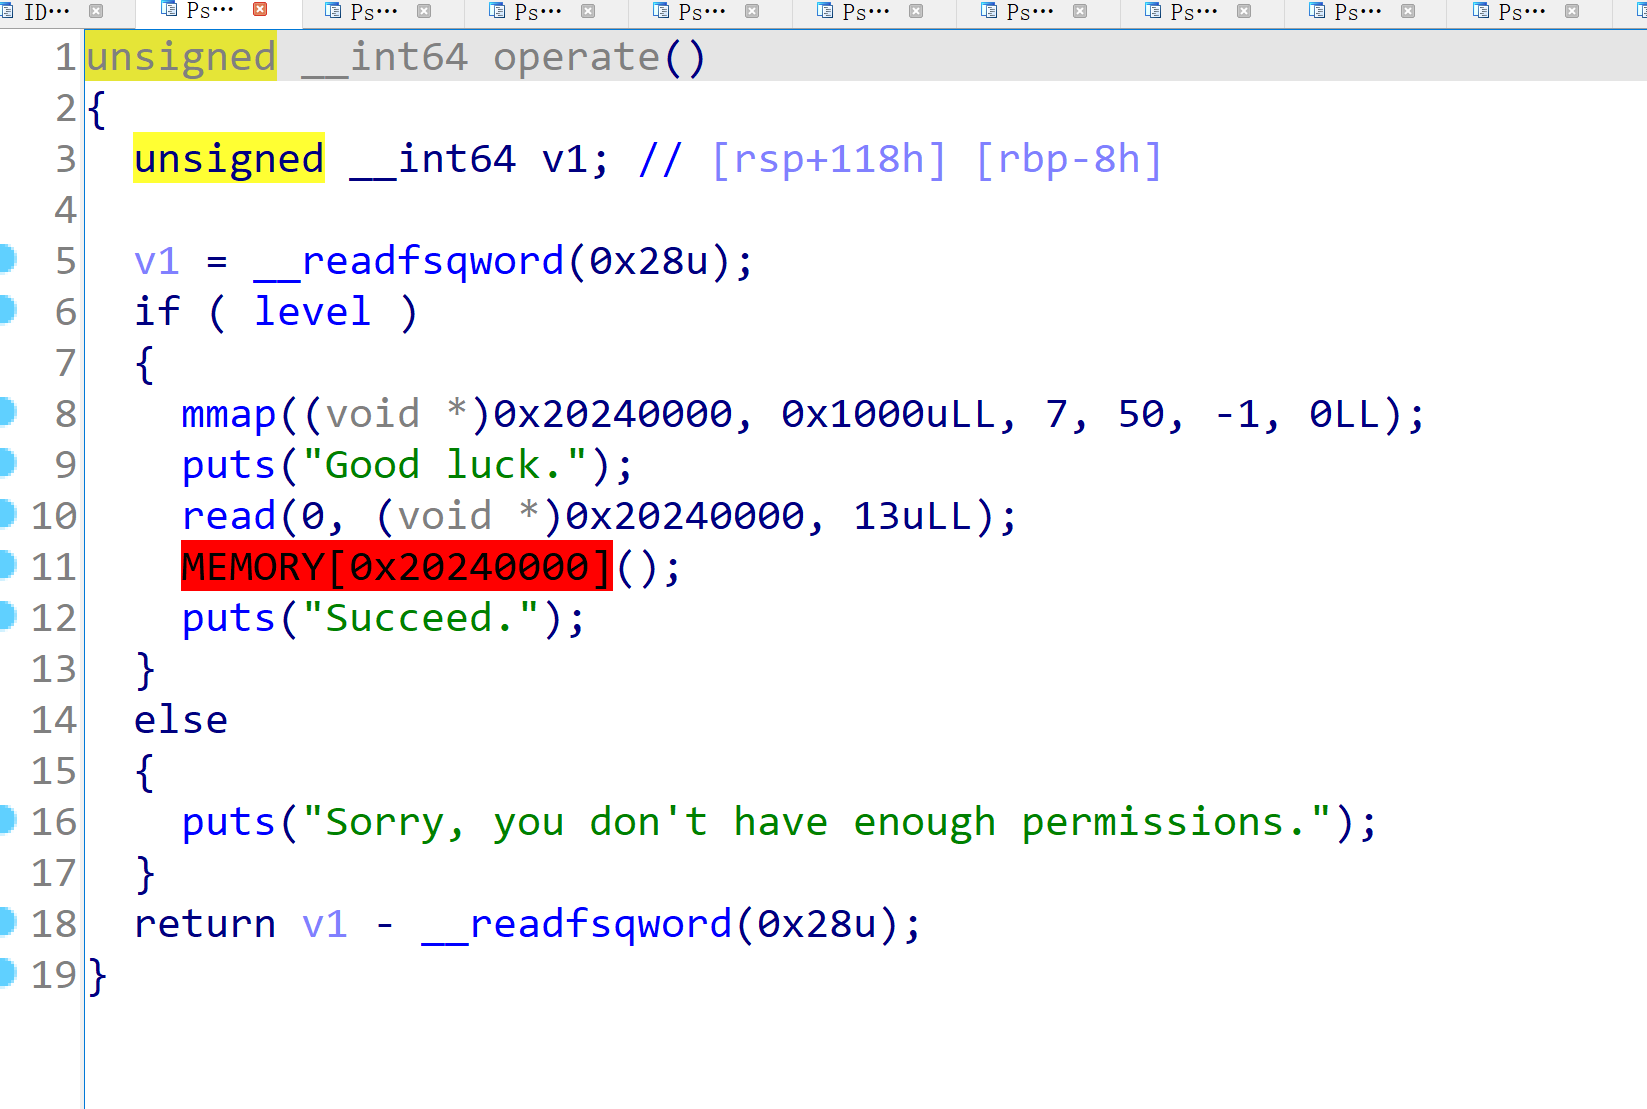 ID··· Ps··· Ps··· Ps··· Ps··· Ps··· Ps··· Ps··· Ps··· Ps···
1 unsigned __int64 operate()
2 {
3   unsigned __int64 v1; // [rsp+118h] [rbp-8h]
4
5   v1 = __readfsqword(0x28u);
6   if ( level )
7   {
8     mmap((void *)0x20240000, 0x1000uLL, 7, 50, -1, 0LL);
9     puts("Good luck.");
10     read(0, (void *)0x20240000, 13uLL);
11     MEMORY[0x20240000]();
12     puts("Succeed.");
13   }
14   else
15   {
16     puts("Sorry, you don't have enough permissions.");
17   }
18   return v1 - __readfsqword(0x28u);
19 }